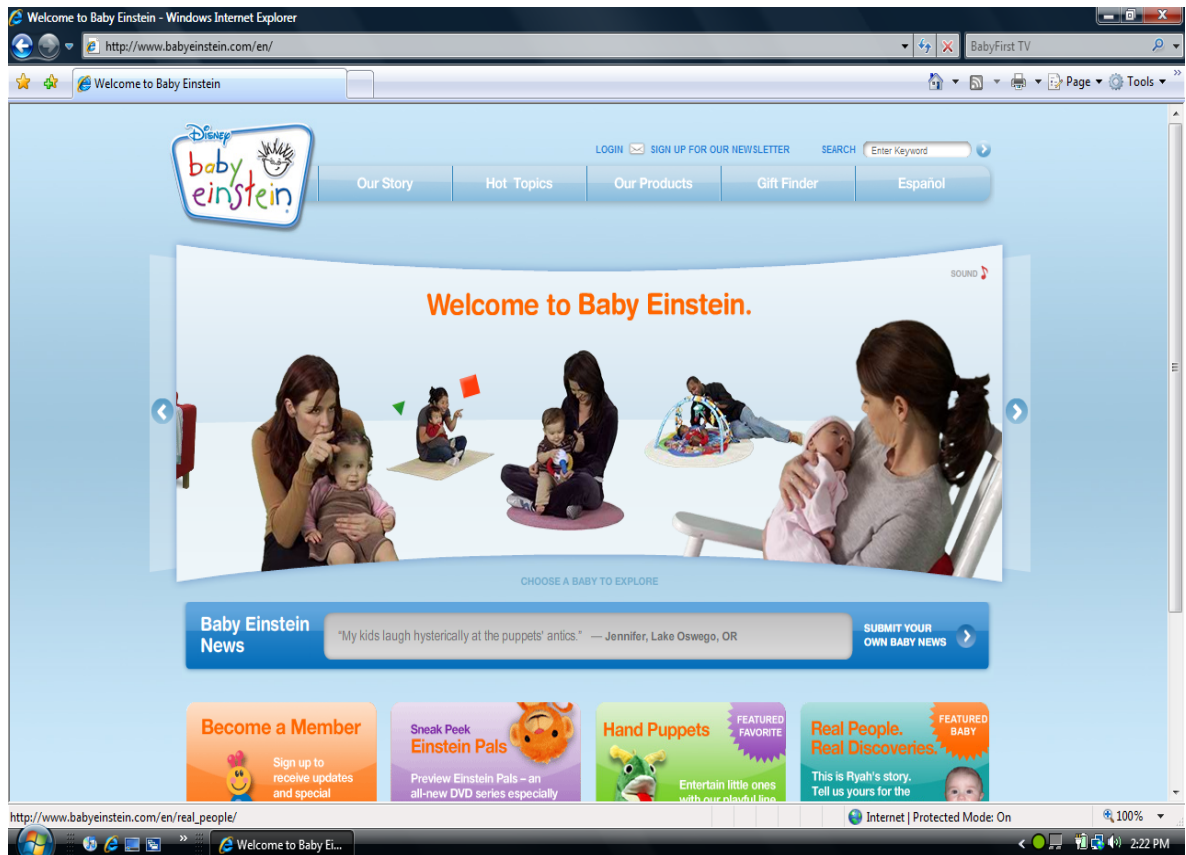 Welcome to Baby Einstein - Windows Internet Explorer
http://www.babyeinstein.com/en/
BabyFirst TV
Welcome to Baby Einstein
Page
Tools
Disney
baby
einstein
LOGIN
SIGN UP FOR OUR NEWSLETTER
SEARCH
Enter Keyword
Our Story
Hot Topics
Our Products
Gift Finder
Español
SOUND
Welcome to Baby Einstein.
CHOOSE A BABY TO EXPLORE
Baby Einstein
News
“My kids laugh hysterically at the puppets’ antics.” — Jennifer, Lake Oswego, OR
SUBMIT YOUR
OWN BABY NEWS
Become a Member
Sign up to
receive updates
and special
Sneak Peek
Einstein Pals
Preview Einstein Pals – an
all-new DVD series especially
Hand Puppets
FEATURED
FAVORITE
Entertain little ones
with our playful line
Real People.
Real Discoveries.
FEATURED
BABY
This is Ryah's story.
Tell us yours for the
http://www.babyeinstein.com/en/real_people/
Internet | Protected Mode: On
100%
Welcome to Baby Ei...
2:22 PM